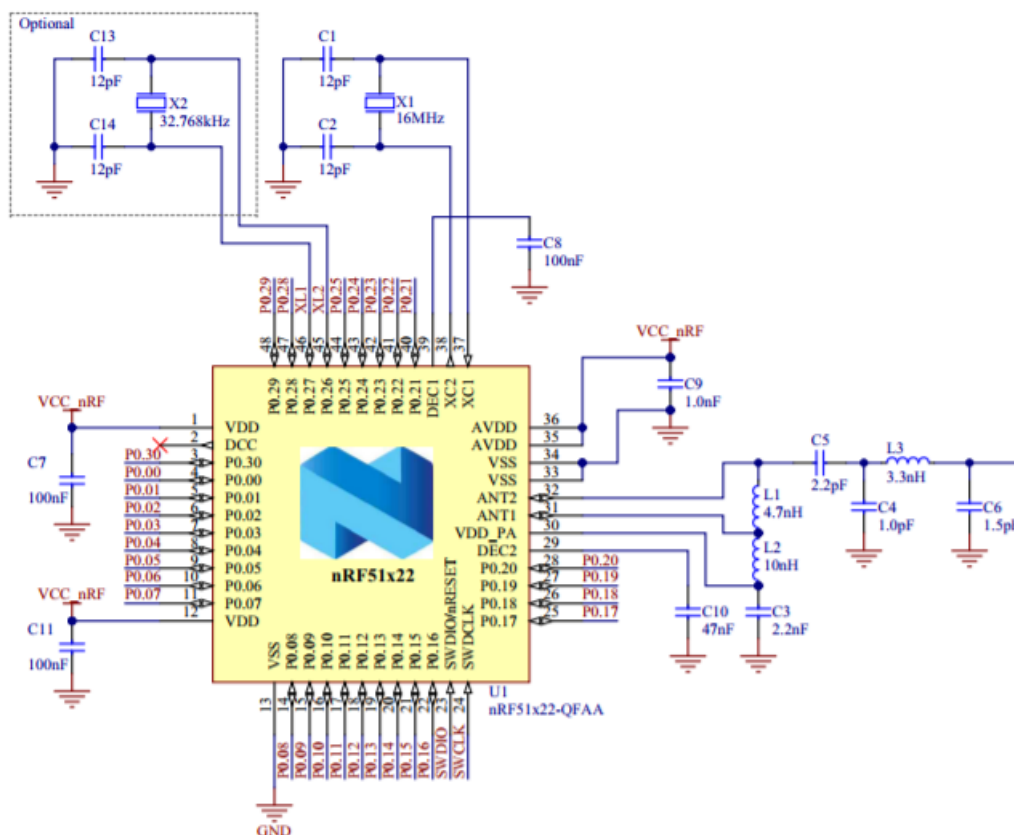 Optional
C13
12pF
X2
32.768kHz
C14
12pF
C1
12pF
X1
16MHz
C2
12pF
C8
100nF
P0.29
P0.28
XL1
XL2
P0.25
P0.24
P0.23
P0.22
P0.21
48
47
46
45
44
43
42
41
40
39
38
37
P0.29
P0.28
P0.27
P0.26
P0.25
P0.24
P0.23
P0.22
P0.21
DEC1
XC2
XC1
VCC_nRF
C9
1.0nF
VCC_nRF
C7
100nF
1 VDD
2 DCC
P0.30 3 P0.30
P0.00 4 P0.00
P0.01 5 P0.01
P0.02 6 P0.02
P0.03 7 P0.03
P0.04 8 P0.04
P0.05 9 P0.05
P0.06 10 P0.06
P0.07 11 P0.07
12 VDD
VCC_nRF
C11
100nF
nRF51x22
AVDD 36
AVDD 35
VSS 34
VSS 33
ANT2 32
ANT1 31
VDD_PA 30
DEC2 29
P0.20 28 P0.20
P0.19 27 P0.19
P0.18 26 P0.18
P0.17 25 P0.17
C5
2.2pF
L3
3.3nH
L1
4.7nH
C4
1.0pF
C6
1.5pF
L2
10nH
C10
47nF
C3
2.2nF
VSS
P0.08
P0.09
P0.10
P0.11
P0.12
P0.13
P0.14
P0.15
P0.16
SWDIO/nRESET
SWDCLK
U1
nRF51x22-QFAA
13
14
15
16
17
18
19
20
21
22
23
24
P0.08
P0.09
P0.10
P0.11
P0.12
P0.13
P0.14
P0.15
P0.16
SWDIO
SWCLK
GND